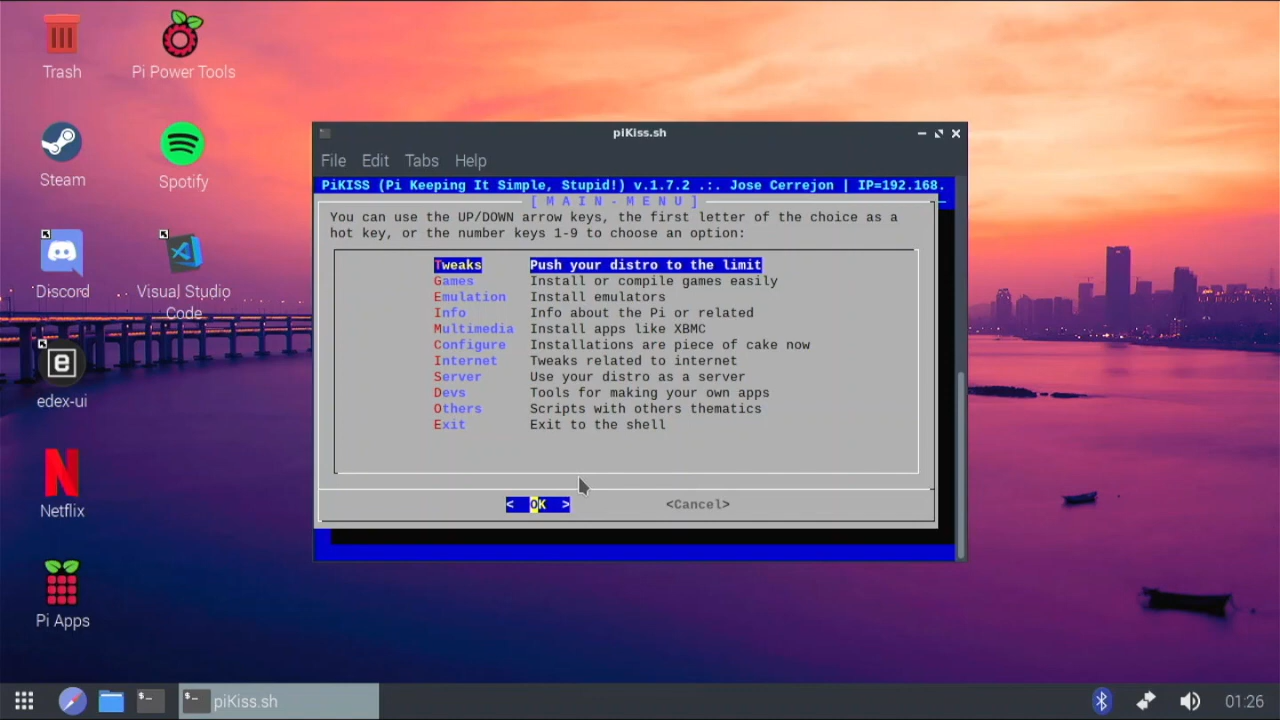 Trash
Pi Power Tools
Steam
Spotify
Discord
Visual Studio
Code
edex-ui
Netflix
Pi Apps
piKiss.sh
File Edit Tabs Help
PiKISS (Pi Keeping It Simple, Stupid!) v.1.7.2 .:. Jose Cerrejon | IP=192.168.
[ M A I N - M E N U ]
You can use the UP/DOWN arrow keys, the first letter of the choice as a
hot key, or the number keys 1-9 to choose an option:
Tweaks Push your distro to the limit
Games Install or compile games easily
Emulation Install emulators
Info Info about the Pi or related
Multimedia Install apps like XBMC
Configure Installations are piece of cake now
Internet Tweaks related to internet
Server Use your distro as a server
Devs Tools for making your own apps
Others Scripts with others thematics
Exit Exit to the shell
< OK > <Cancel>
piKiss.sh
01:26